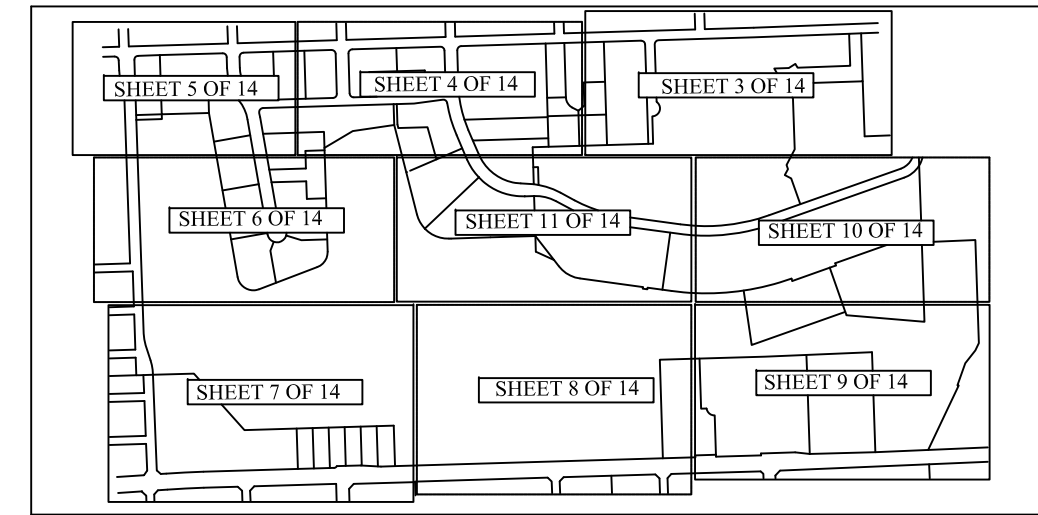 SHEET 5 OF 14
SHEET 4 OF 14
SHEET 3 OF 14
SHEET 6 OF 14
SHEET 11 OF 14
SHEET 10 OF 14
SHEET 7 OF 14
SHEET 8 OF 14
SHEET 9 OF 14